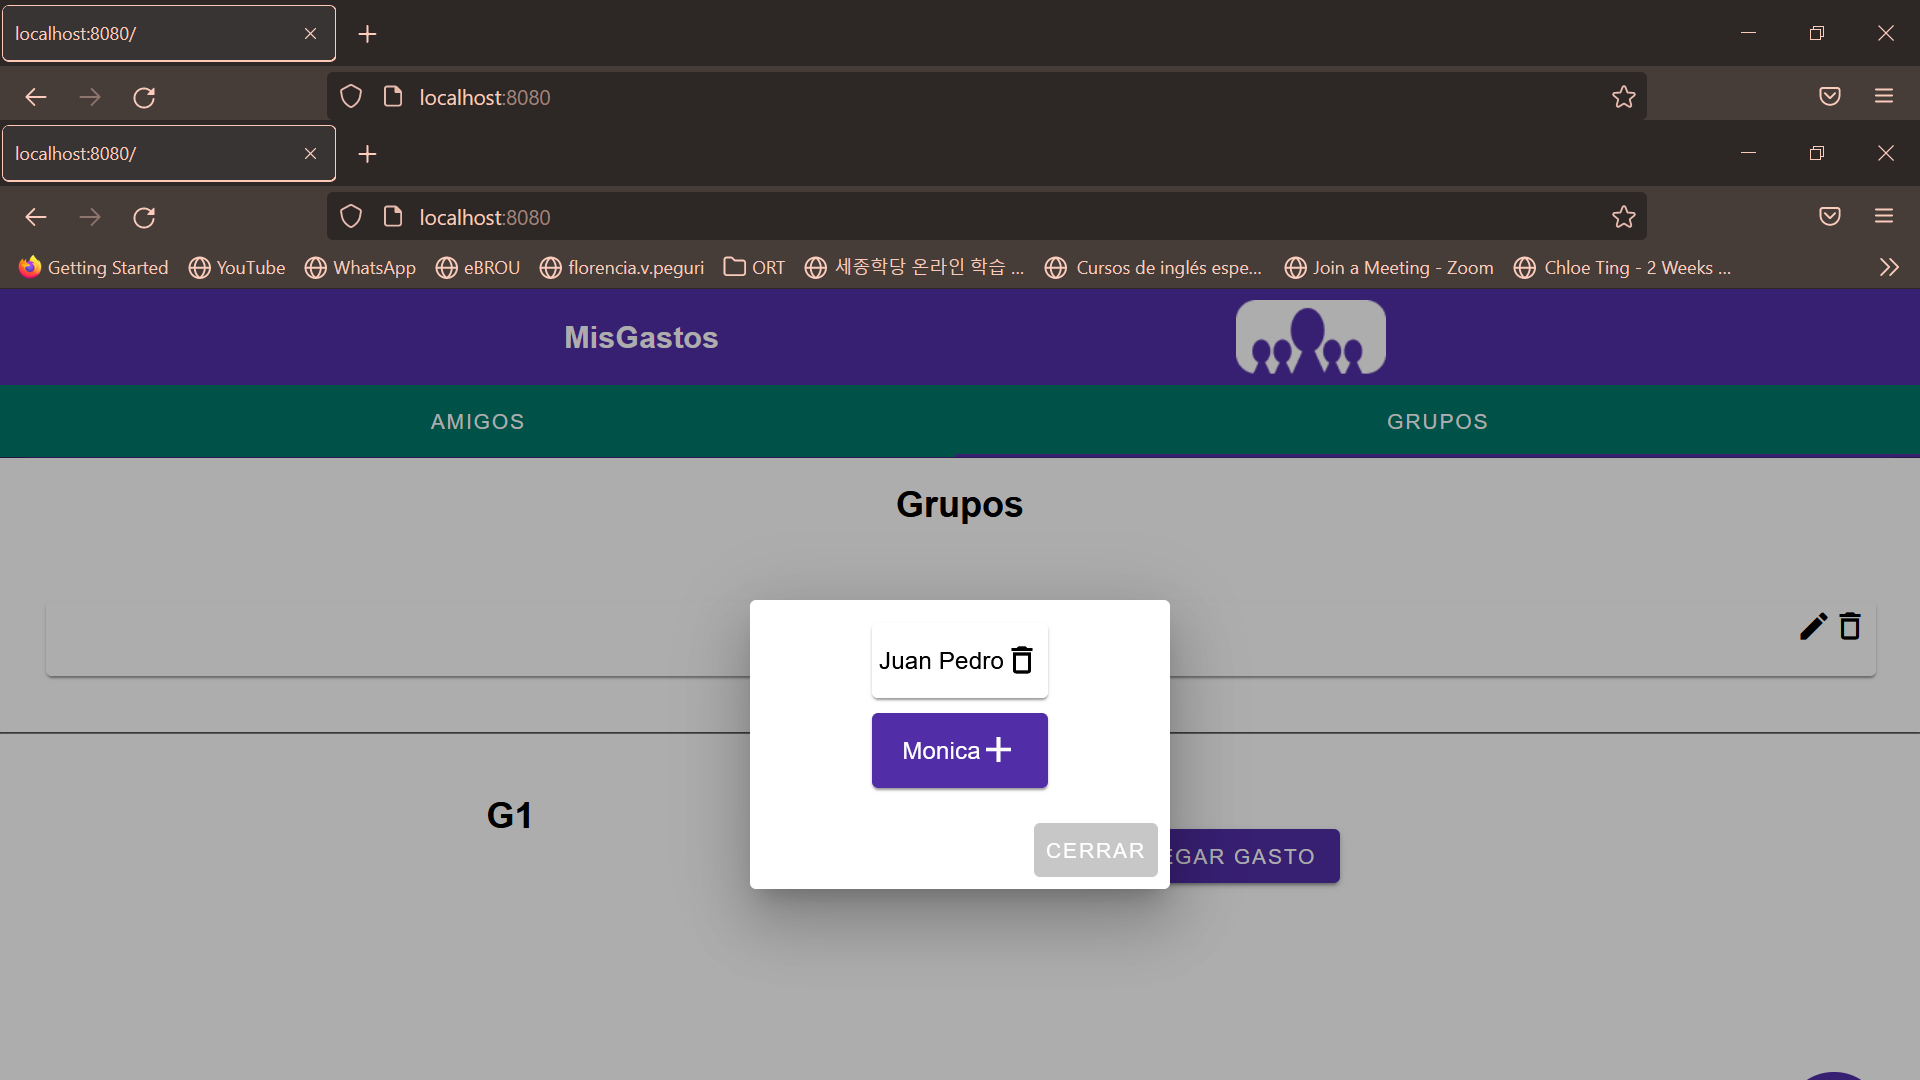 localhost:8080/
localhost:8080
localhost:8080/
localhost:8080
Getting Started YouTube WhatsApp eBROU florencia.v.peguri ORT 세종학당 온라인 학습 ... Cursos de inglés espe... Join a Meeting - Zoom Chloe Ting - 2 Weeks ...
MisGastos
AMIGOS GRUPOS
Grupos
Juan Pedro
Monica
G1
EGAR GASTO
CERRAR